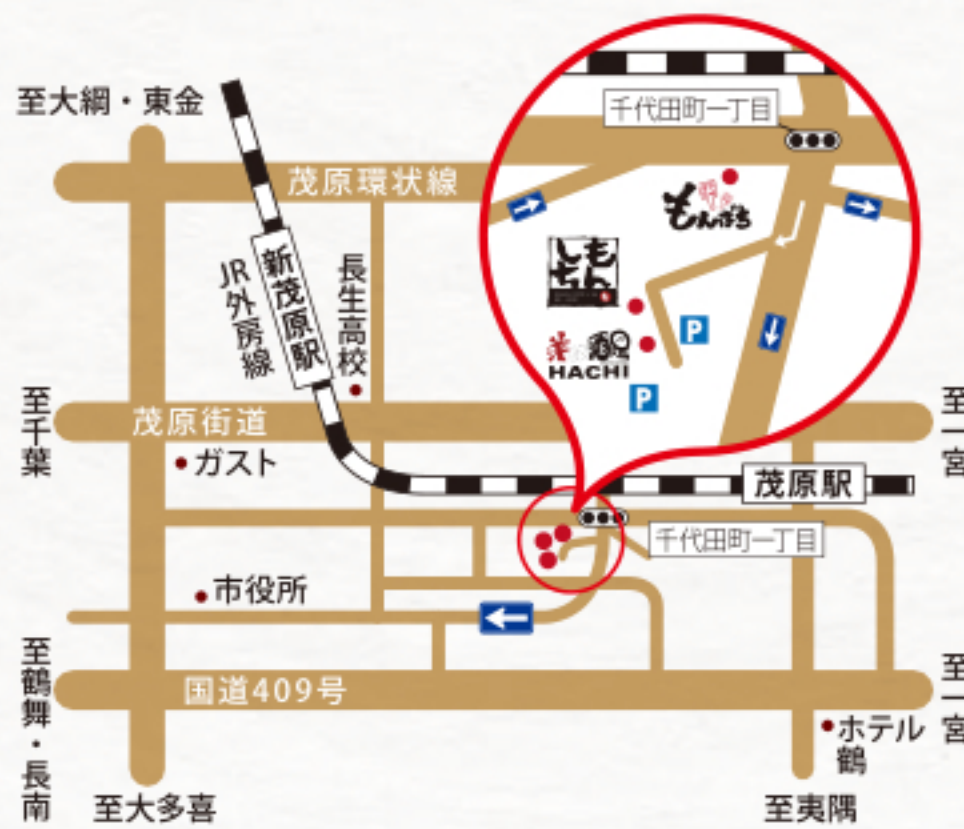 至大網・東金
茂原環状線
千代田町一丁目
もんぱち
もん
しち
HACHI
P
P
新茂原駅
JR外房線
長生高校
至千葉
茂原街道
至一宮
ガスト
茂原駅
千代田町一丁目
市役所
至鶴舞・長南
国道409号
至一宮
ホテル
鶴
至大多喜
至夷隅